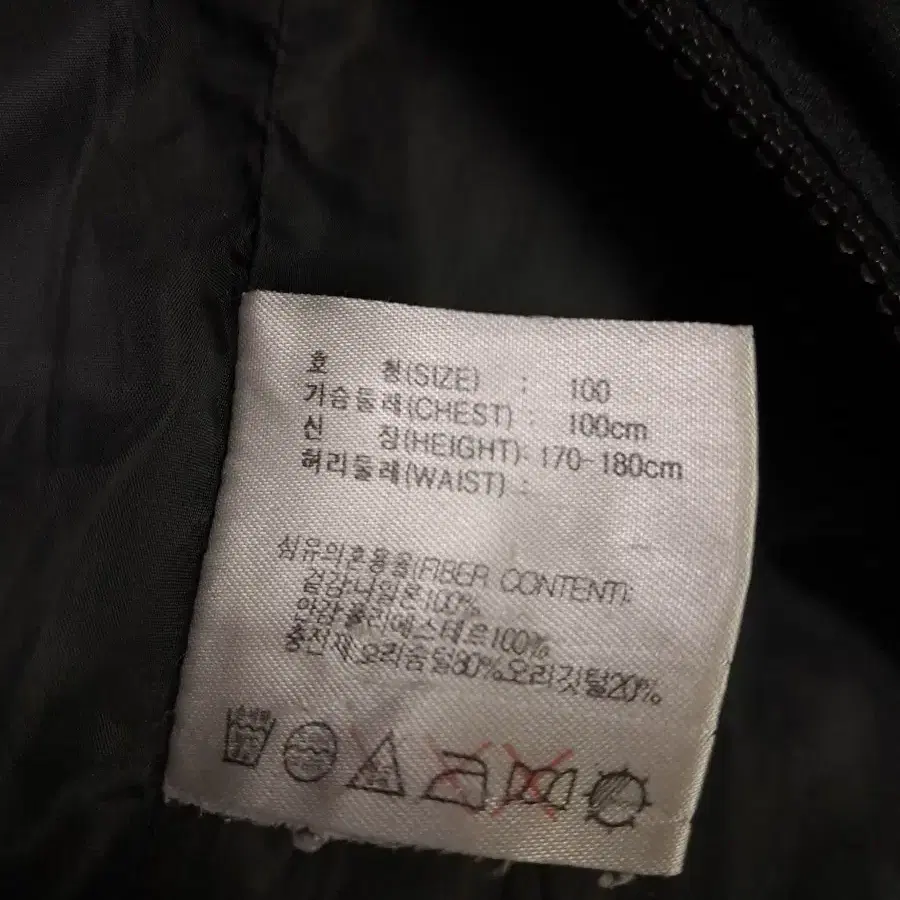 호 칭(SIZE) : 100
가슴둘레(CHEST) : 100cm
신 장(HEIGHT): 170-180cm
허리둘레(WAIST) :
섬유의혼용율(FIBER CONTENT):
겉감:나일론100%
안감:폴리에스테르100%
충전재:오리솜털80%오리깃털20%
손세탁